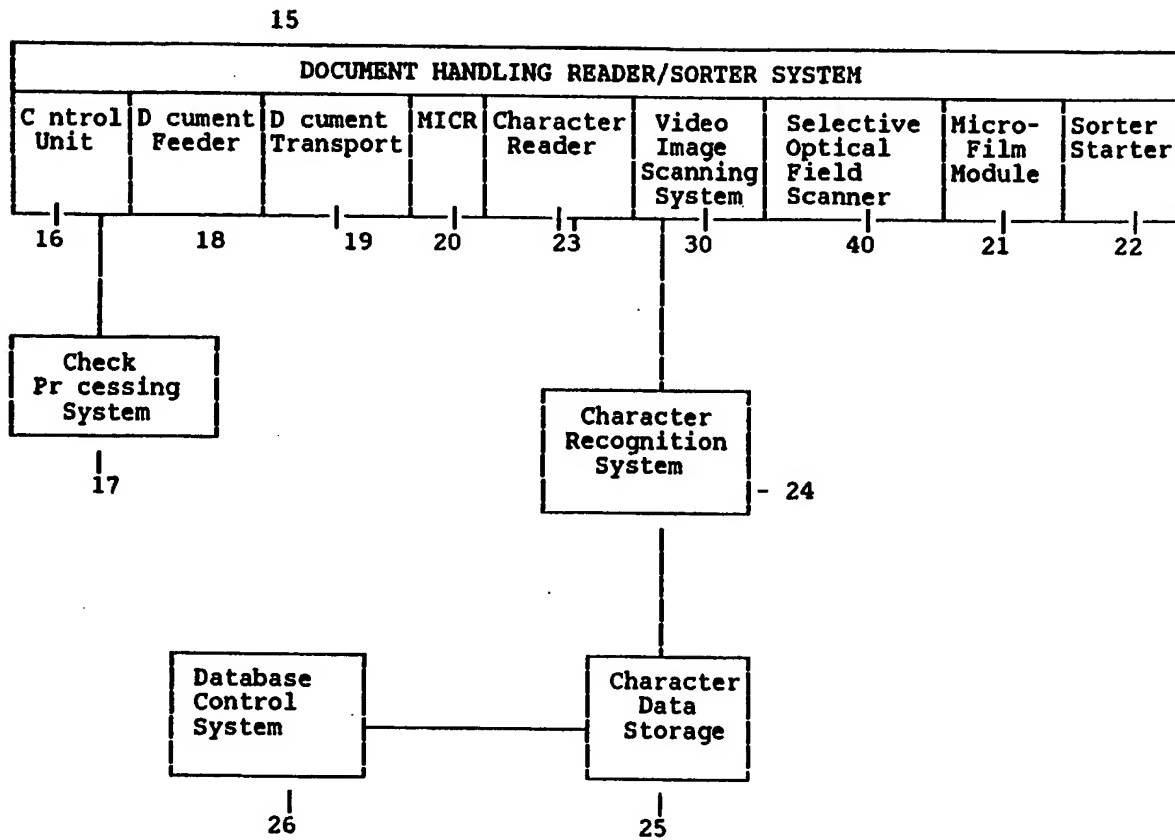 15
DOCUMENT HANDLING READER/SORTER SYSTEM
C ntrol
Unit
D cument
Feeder
D cument
Transport
MICR
Character
Reader
Video
Image
Scanning
System
Selective
Optical
Field
Scanner
Micro-
Film
Module
Sorter
Starter
16
18
19
20
23
30
40
21
22
Check
Pr cessing
System
17
Character
Recognition
System
- 24
Database
Control
System
26
Character
Data
Storage
25